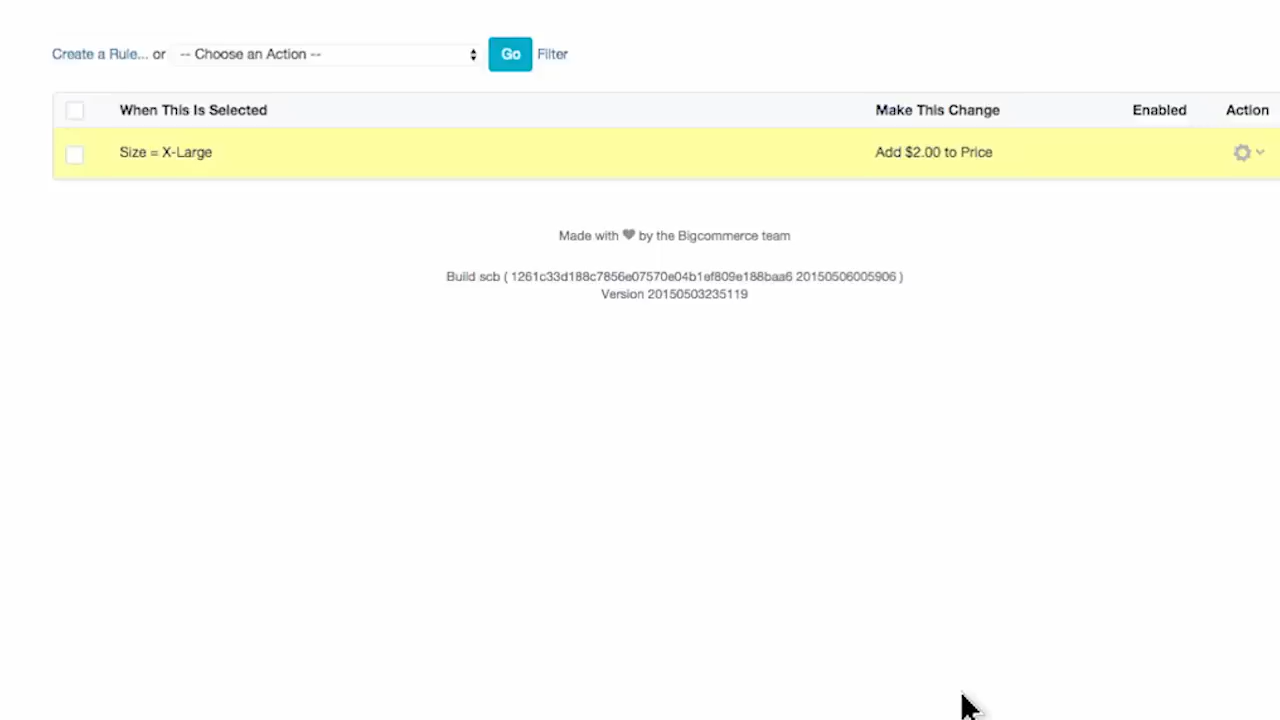 Create a Rule... or -- Choose an Action -- Go Filter
When This Is Selected Make This Change Enabled Action
Size = X-Large Add $2.00 to Price
Made with ♥ by the Bigcommerce team
Build scb ( 1261c33d188c7856e07570e04b1ef809e188baa6 20150506005906 )
Version 20150503235119